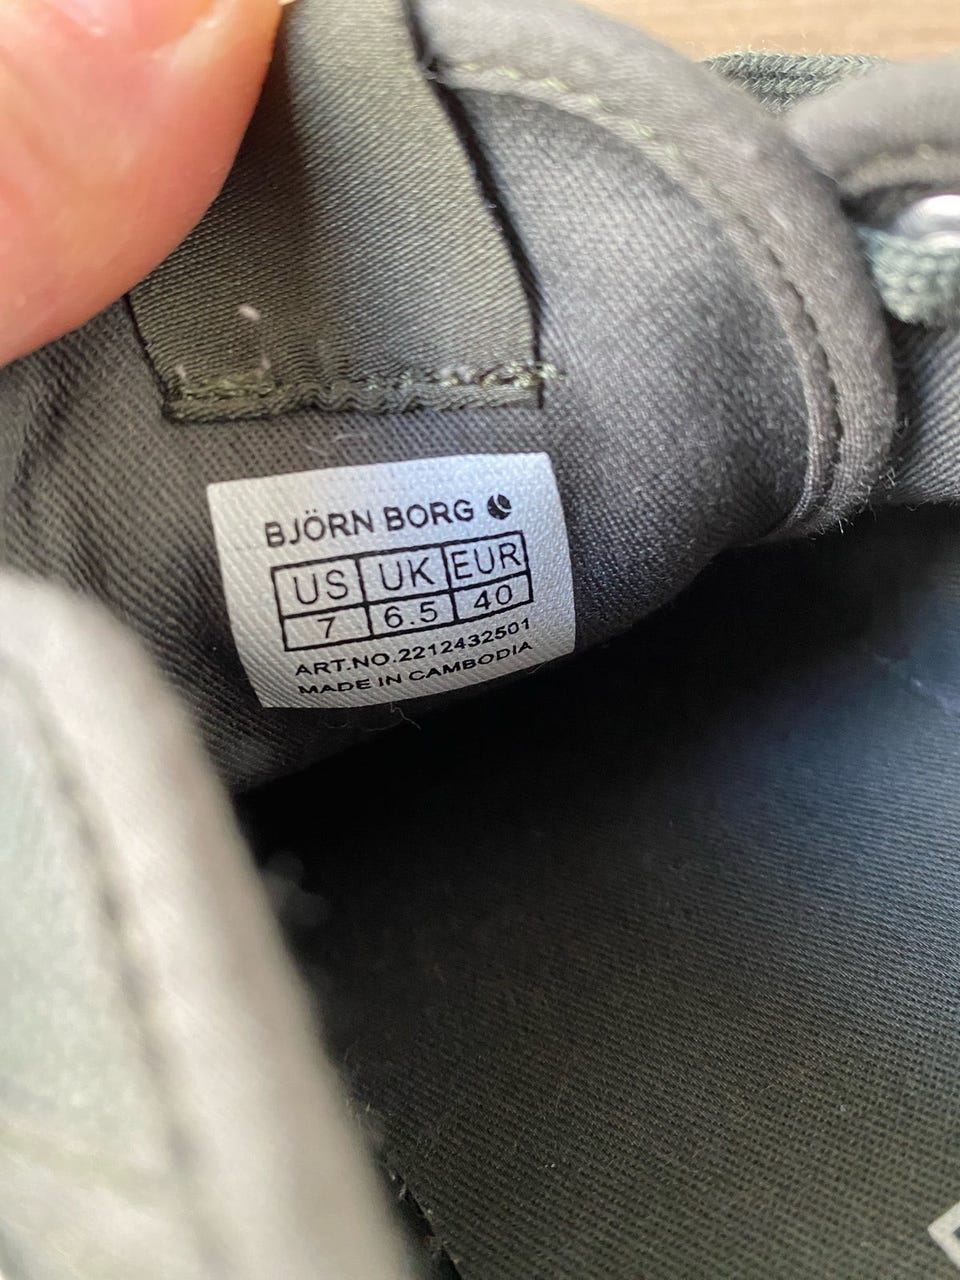 BJÖRN BORG
US UK EUR
7 6.5 40
ART.NO.2212432501
MADE IN CAMBODIA